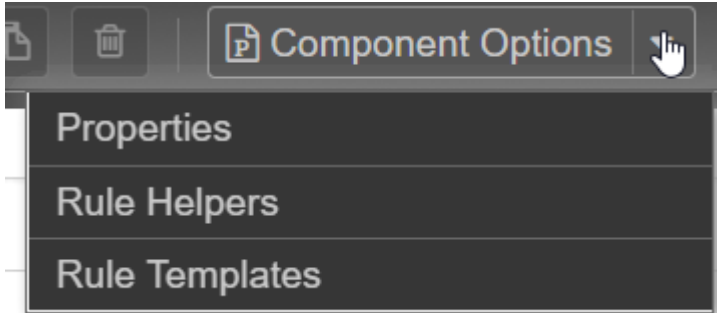 P Component Options
Properties
Rule Helpers
Rule Templates